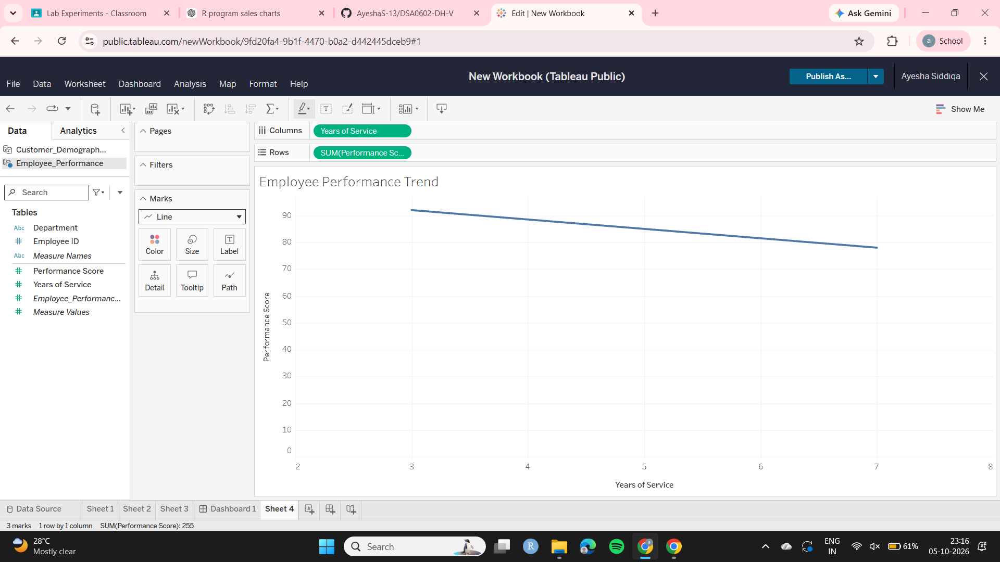 Lab Experiments - Classroom
R program sales charts
AyeshaS-13/DSA0602-DH-V
Edit | New Workbook
Ask Gemini
public.tableau.com/newWorkbook/9fd20fa4-9b1f-4470-b0a2-d442445dceb9#1
a School
New Workbook (Tableau Public)
Publish As...
Ayesha Siddiqa
File Data Worksheet Dashboard Analysis Map Format Help
Show Me
Data
Analytics
Customer_Demograph...
Employee_Performance
Search
Tables
Abc Department
Employee ID
Abc Measure Names
Performance Score
Years of Service
Employee_Performanc...
Measure Values
Pages
Filters
Marks
Line
Color Size Label
Detail Tooltip Path
Columns Years of Service
Rows SUM(Performance Sc...
Employee Performance Trend
90
80
70
60
50
40
30
20
10
0
Performance Score
2 3 4 5 6 7 8
Years of Service
Data Source Sheet 1 Sheet 2 Sheet 3 Dashboard 1 Sheet 4
3 marks 1 row by 1 column SUM(Performance Score): 255
28°C
Mostly clear
Search
R
a
ENG
IN
61%
23:16
05-10-2026